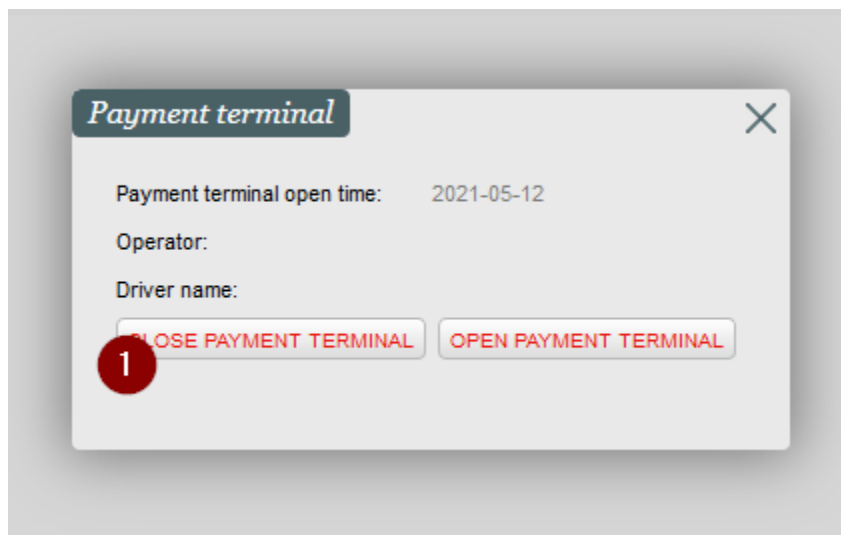 Payment terminal
Payment terminal open time: 2021-05-12
Operator:
Driver name:
LOSE PAYMENT TERMINAL OPEN PAYMENT TERMINAL
1